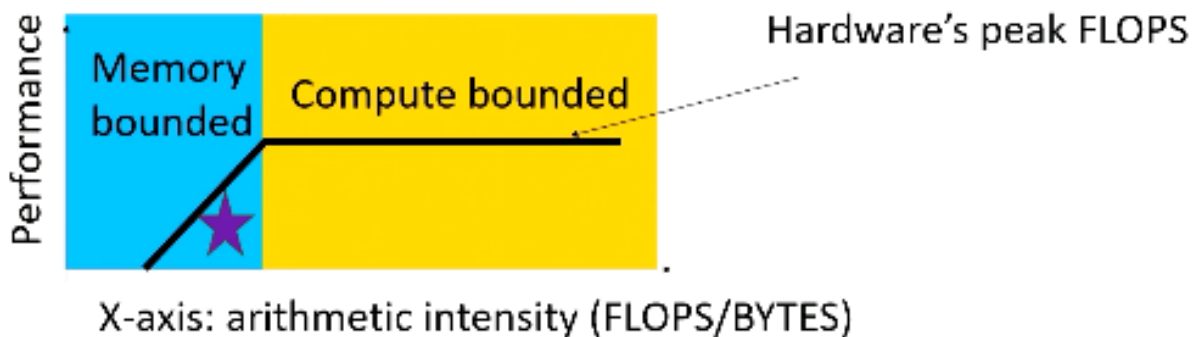 Performance
Memory
bounded
Compute bounded
Hardware's peak FLOPS
X-axis: arithmetic intensity (FLOPS/BYTES)